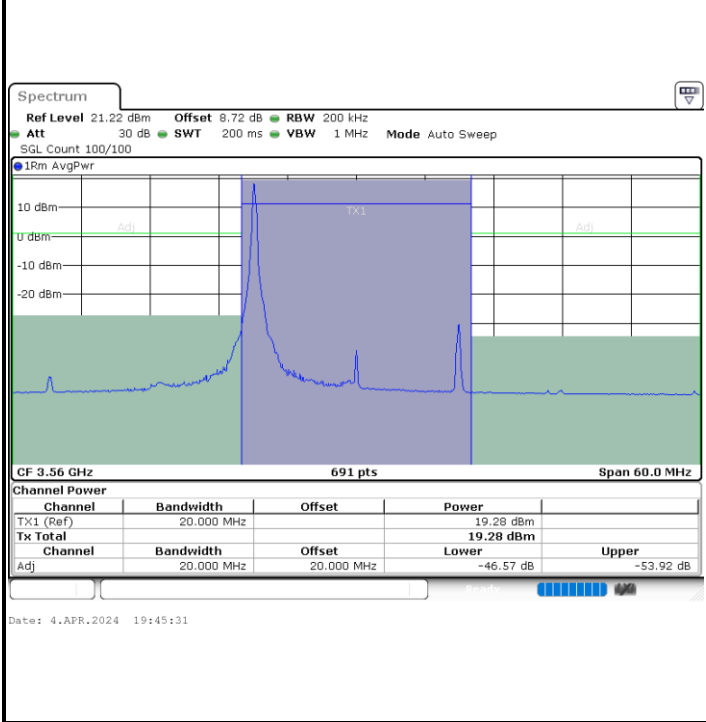 Spectrum
Ref Level 21.22 dBm Offset 8.72 dB RBW 200 kHz
Att 30 dB SWT 200 ms VBW 1 MHz Mode Auto Sweep
SGL Count 100/100
1Rm AvgPwr
10 dBm
Adj TX1 Adj
0 dBm
-10 dBm
-20 dBm
CF 3.56 GHz 691 pts Span 60.0 MHz
Channel Power
Channel Bandwidth Offset Power
TX1 (Ref) 20.000 MHz 19.28 dBm
Tx Total 19.28 dBm
Channel Bandwidth Offset Lower Upper
Adj 20.000 MHz 20.000 MHz -46.57 dB -53.92 dB
Ready
Date: 4.APR.2024 19:45:31